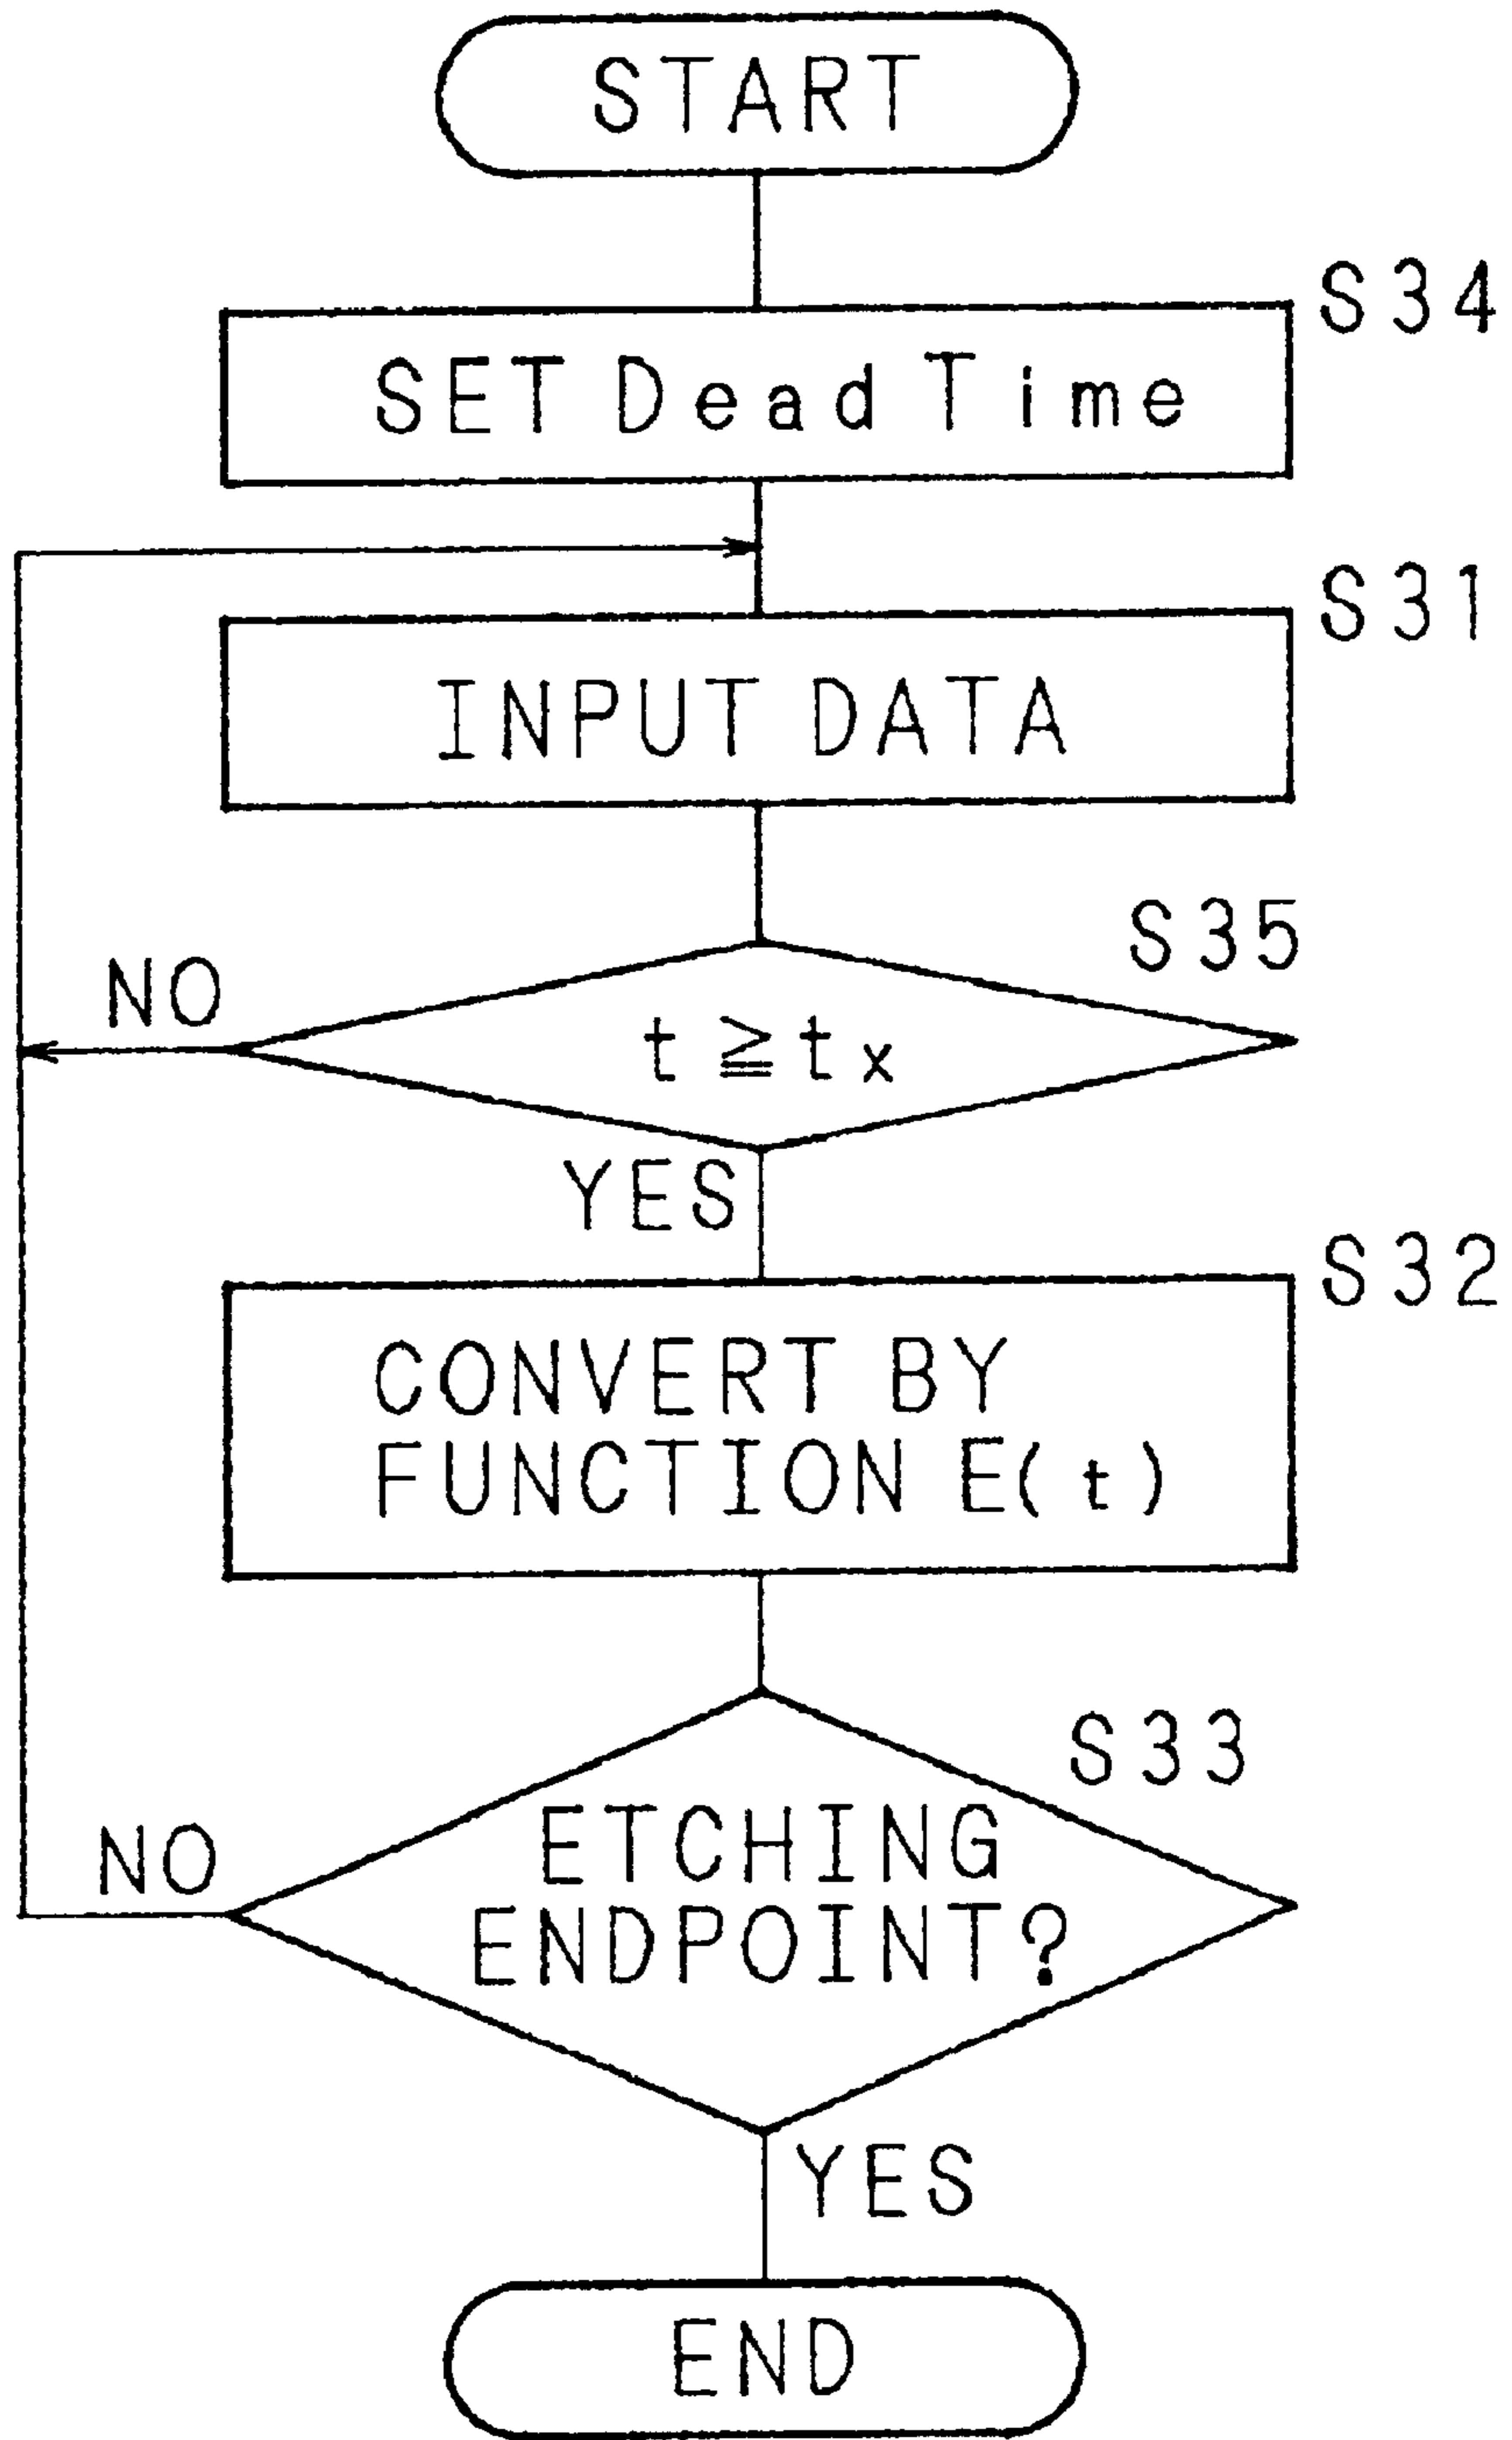 START
S34
SET Dead Time
S31
INPUT DATA
S35
NO
t ≧ tx
YES
S32
CONVERT BY
FUNCTION E(t)
S33
ETCHING
NO
ENDPOINT?
YES
END